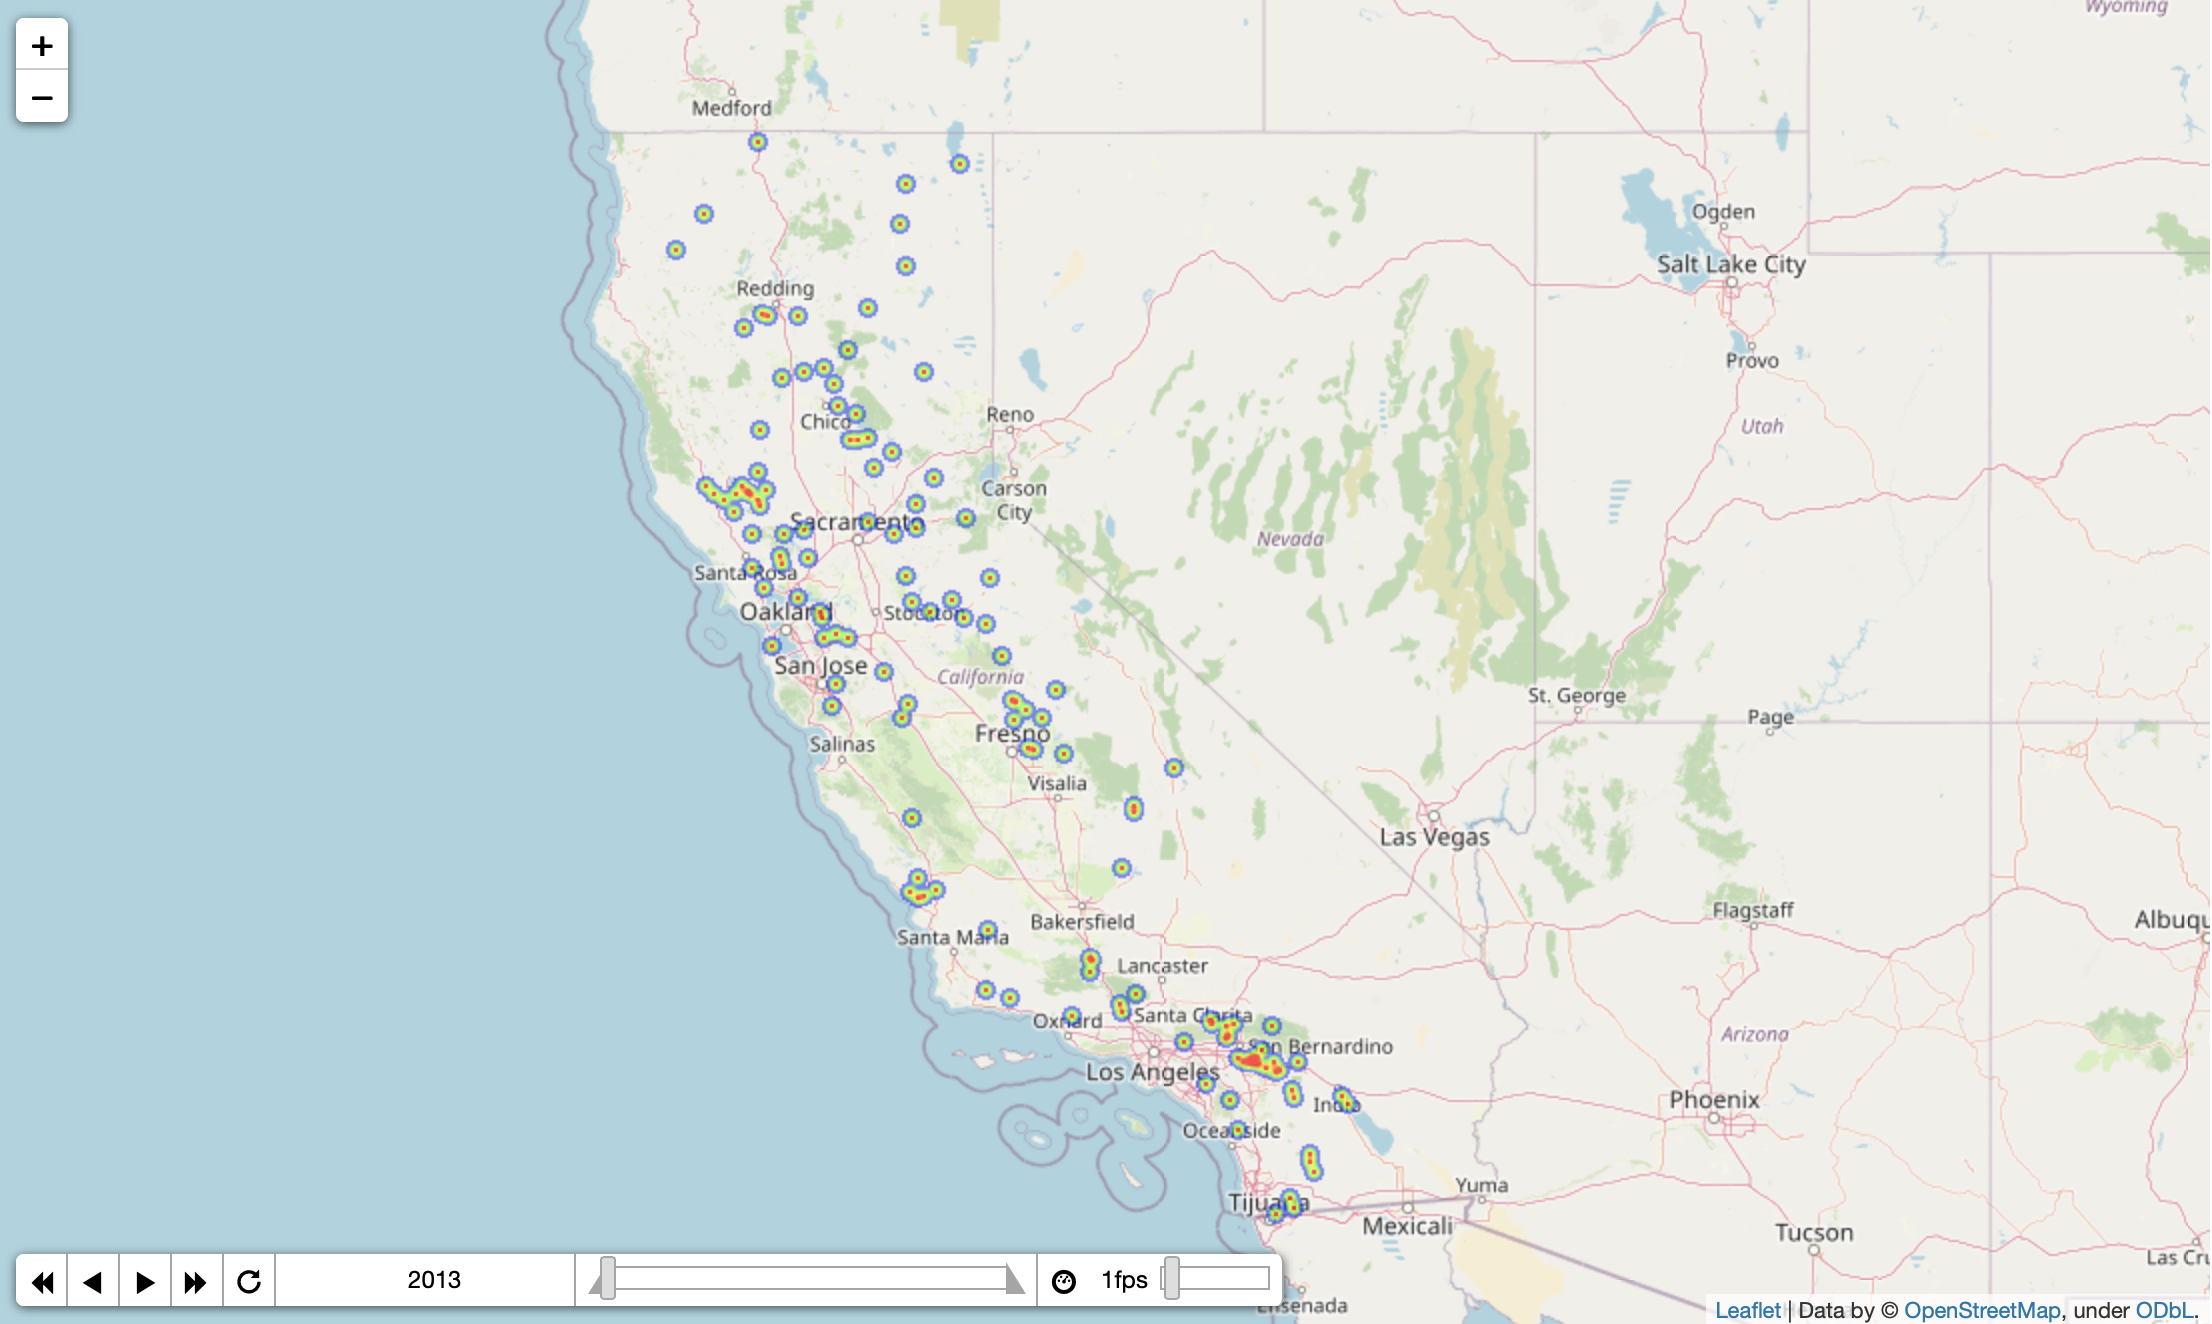 +
−
Wyoming
Medford
Ogden
Salt Lake City
Redding
Provo
Reno
Chico
Utah
Carson
City
Sacramento
Nevada
Santa Rosa
Oakland
Stockton
San Jose
California
St. George
Page
Fresno
Salinas
Visalia
Las Vegas
Flagstaff
Albuqu
Bakersfield
Santa Maria
Lancaster
Santa Clarita
Oxnard
Arizona
San Bernardino
Los Angeles
Phoenix
Indio
Oceanside
Yuma
Tijuana
Mexicali
Tucson
Las Cru
2013
1fps
Ensenada
Leaflet | Data by © OpenStreetMap, under ODbL.